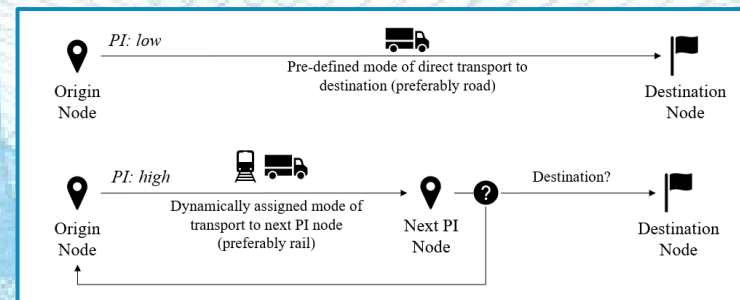 PI: low
Pre-defined mode of direct transport to
destination (preferably road)
Origin
Node
Destination
Node
PI: high
Destination?
Dynamically assigned mode of
transport to next PI node
(preferably rail)
Origin
Node
Next PI
Node
?
Destination
Node